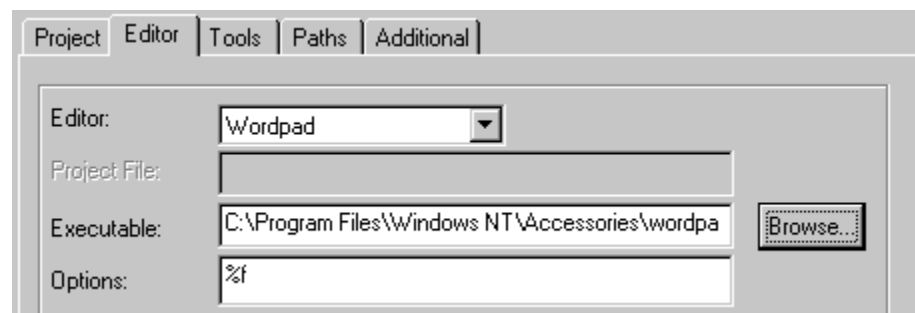 Project Editor Tools Paths Additional
Editor: Wordpad
Project File:
Executable: C:\Program Files\Windows NT\Accessories\wordpa Browse...
Options: %f